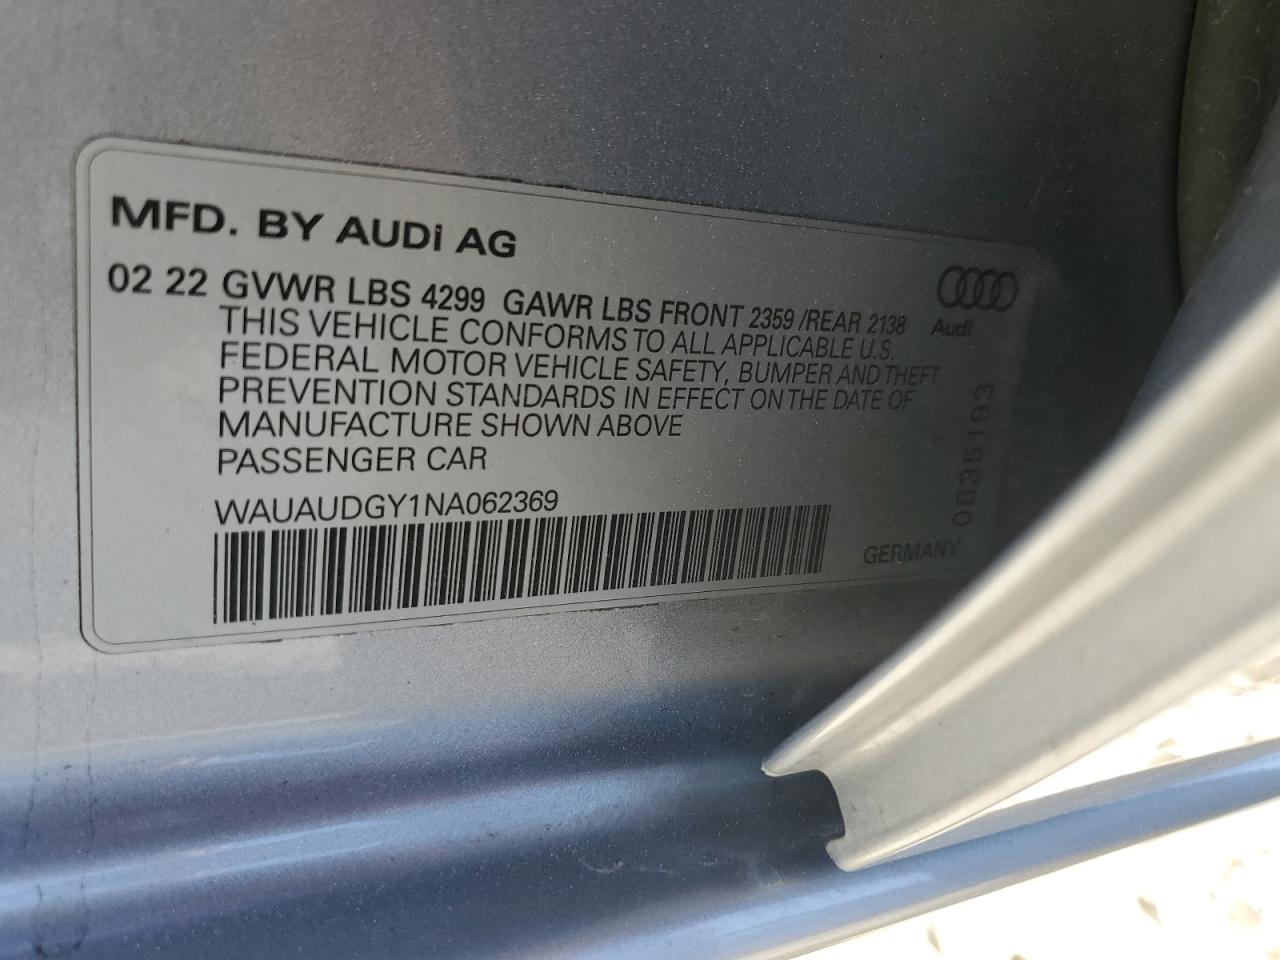 MFD. BY AUDi AG
02 22 GVWR LBS 4299 GAWR LBS FRONT 2359 /REAR 2138
THIS VEHICLE CONFORMS TO ALL APPLICABLE U.S.
FEDERAL MOTOR VEHICLE SAFETY, BUMPER AND THEFT
PREVENTION STANDARDS IN EFFECT ON THE DATE OF
MANUFACTURE SHOWN ABOVE
PASSENGER CAR
WAUAUDGY1NA062369
Audi
0835193
GERMANY